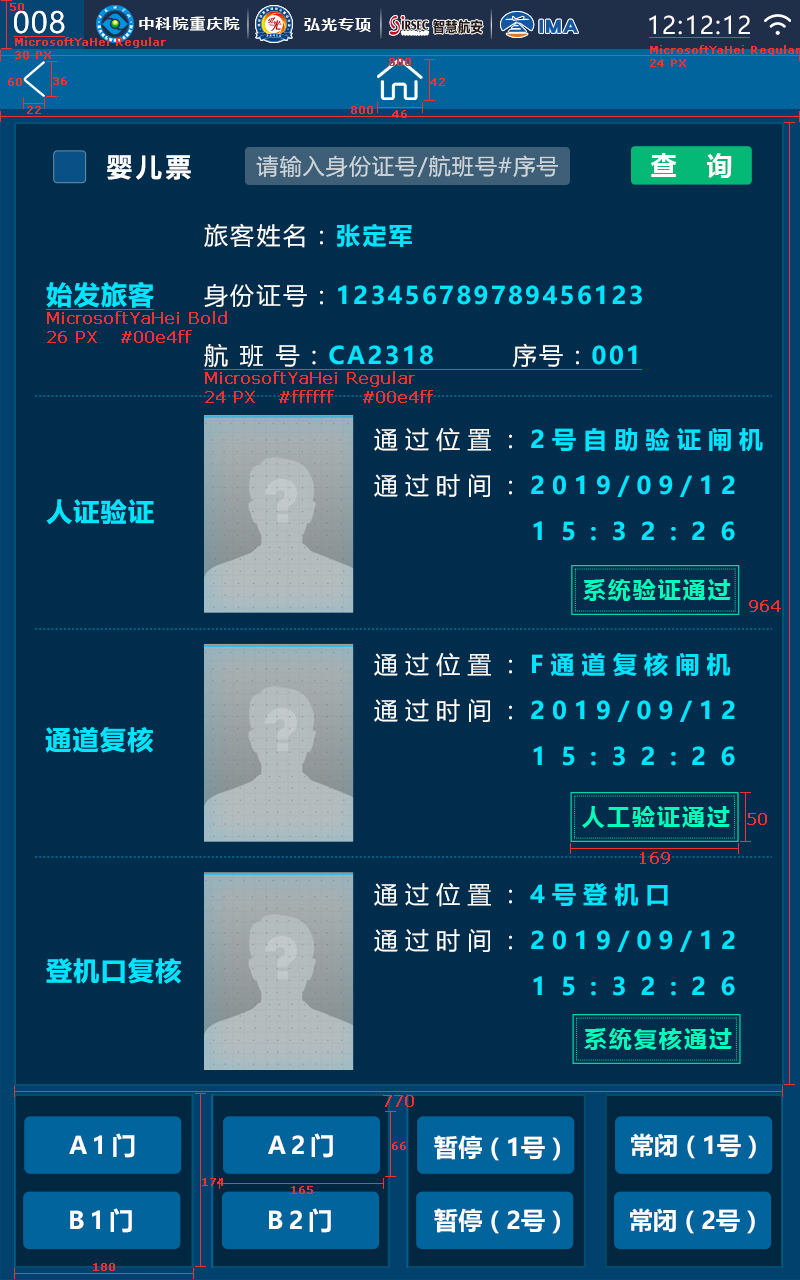 50
008 中科院重庆院 弘光专项 SiRSEC 智慧航安 IMA 12:12:12
MicrosoftYaHei Regular
30 PX
MicrosoftYaHei Regular
24 PX
800
60 36 42
22 800 46
婴儿票 请输入身份证号/航班号#序号 查 询
旅客姓名：张定军
始发旅客 身份证号：123456789789456123
MicrosoftYaHei Bold
26 PX #00e4ff
航 班 号：CA2318 序号：001
MicrosoftYaHei Regular
24 PX #ffffff #00e4ff
通过位置：2号自助验证闸机
通过时间：2019/09/12
人证验证
15:32:26
系统验证通过
964
通过位置：F通道复核闸机
通过时间：2019/09/12
通道复核
15:32:26
人工验证通过 50
169
通过位置：4号登机口
通过时间：2019/09/12
登机口复核
15:32:26
系统复核通过
770
A1门 A2门 66 暂停（1号） 常闭（1号）
174 165
B1门 B2门 暂停（2号） 常闭（2号）
180